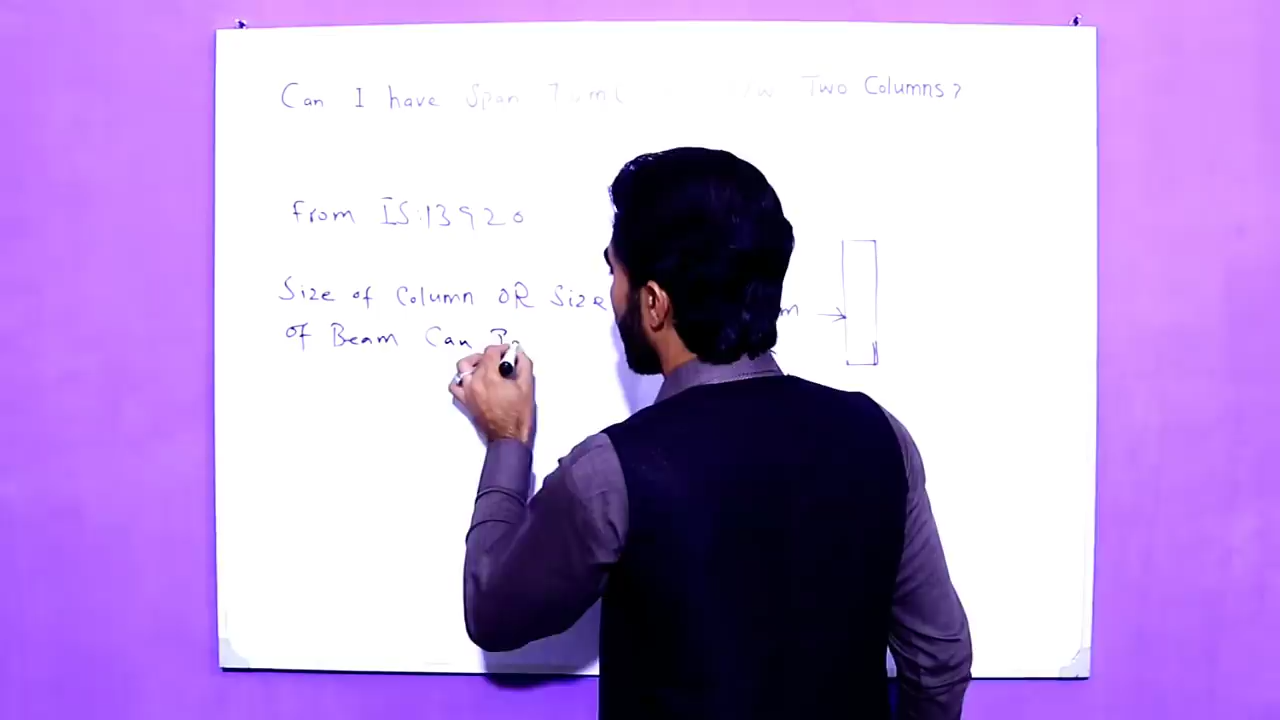 Can I have Span Two Columns?
from IS:13920
Size of Column OR Size
of Beam Can
m